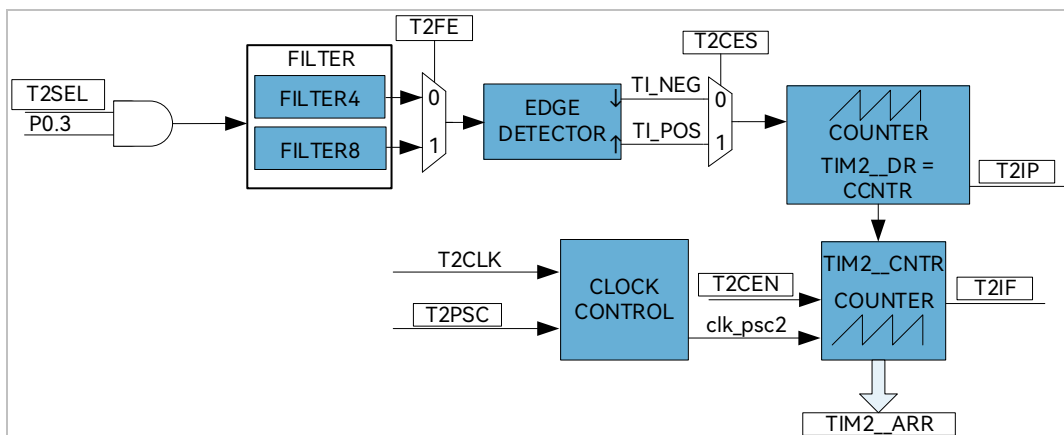 T2FE
T2CES
FILTER
T2SEL
P0.3
FILTER4
FILTER8
0
1
EDGE
DETECTOR
↓
↑
TI_NEG
TI_POS
0
1
COUNTER
TIM2__DR =
CCNTR
T2IP
T2CLK
T2PSC
CLOCK
CONTROL
T2CEN
clk_psc2
TIM2__CNTR
COUNTER
T2IF
TIM2__ARR